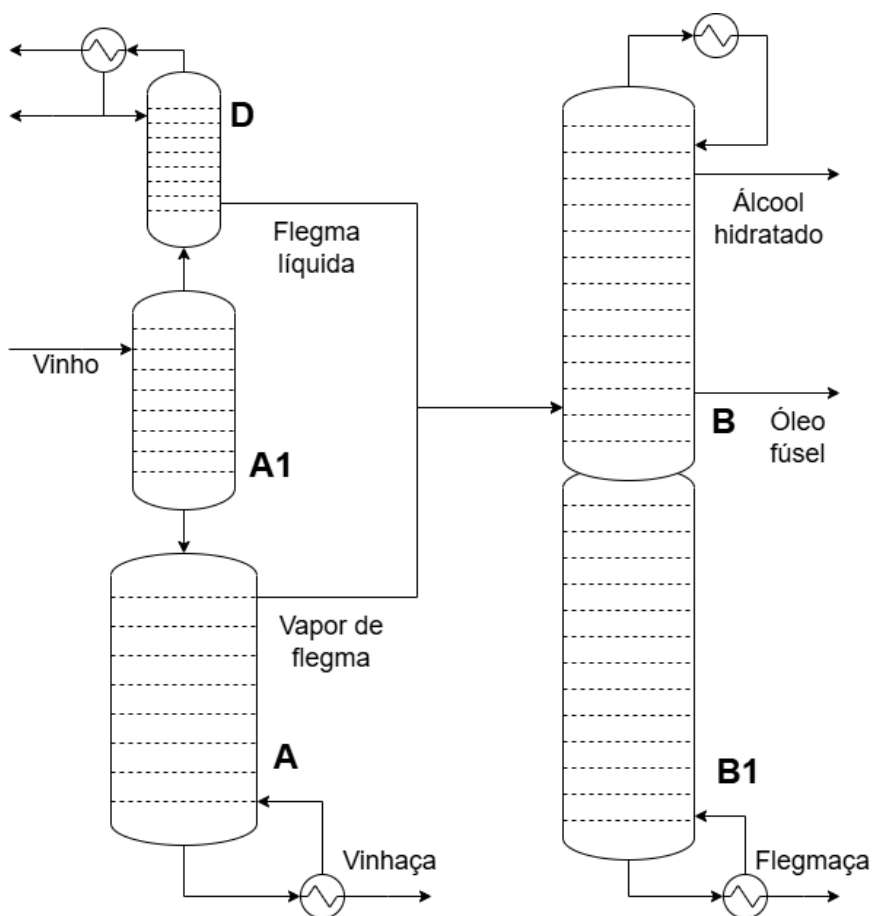 D
Flegma
líquida
Vinho
A1
Vapor de
flegma
A
Vinhaça
Álcool
hidratado
B
Óleo
fúsel
B1
Flegmaça